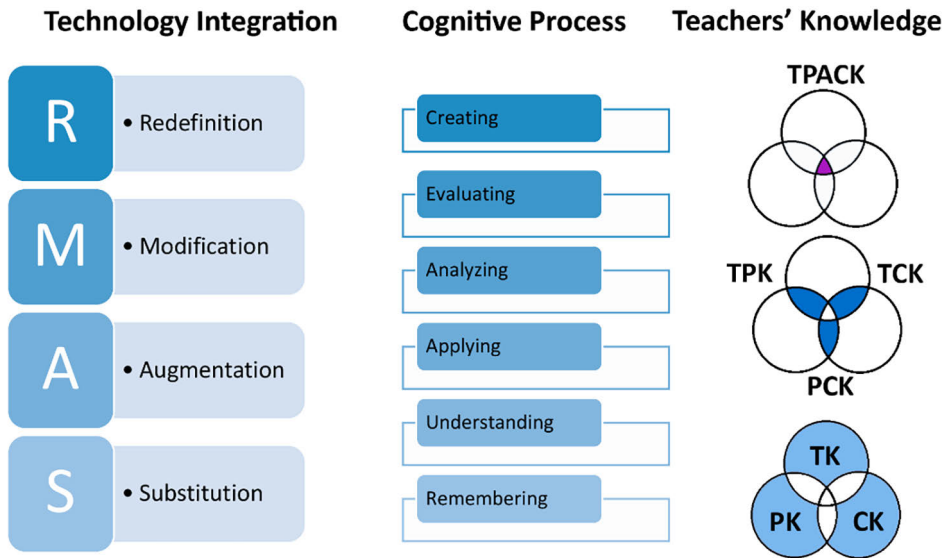 Technology Integration
Cognitive Process
Teachers' Knowledge
R
• Redefinition
M
• Modification
A
• Augmentation
S
• Substitution
Creating
Evaluating
Analyzing
Applying
Understanding
Remembering
TPACK
TPK
TCK
PCK
TK
PK
CK